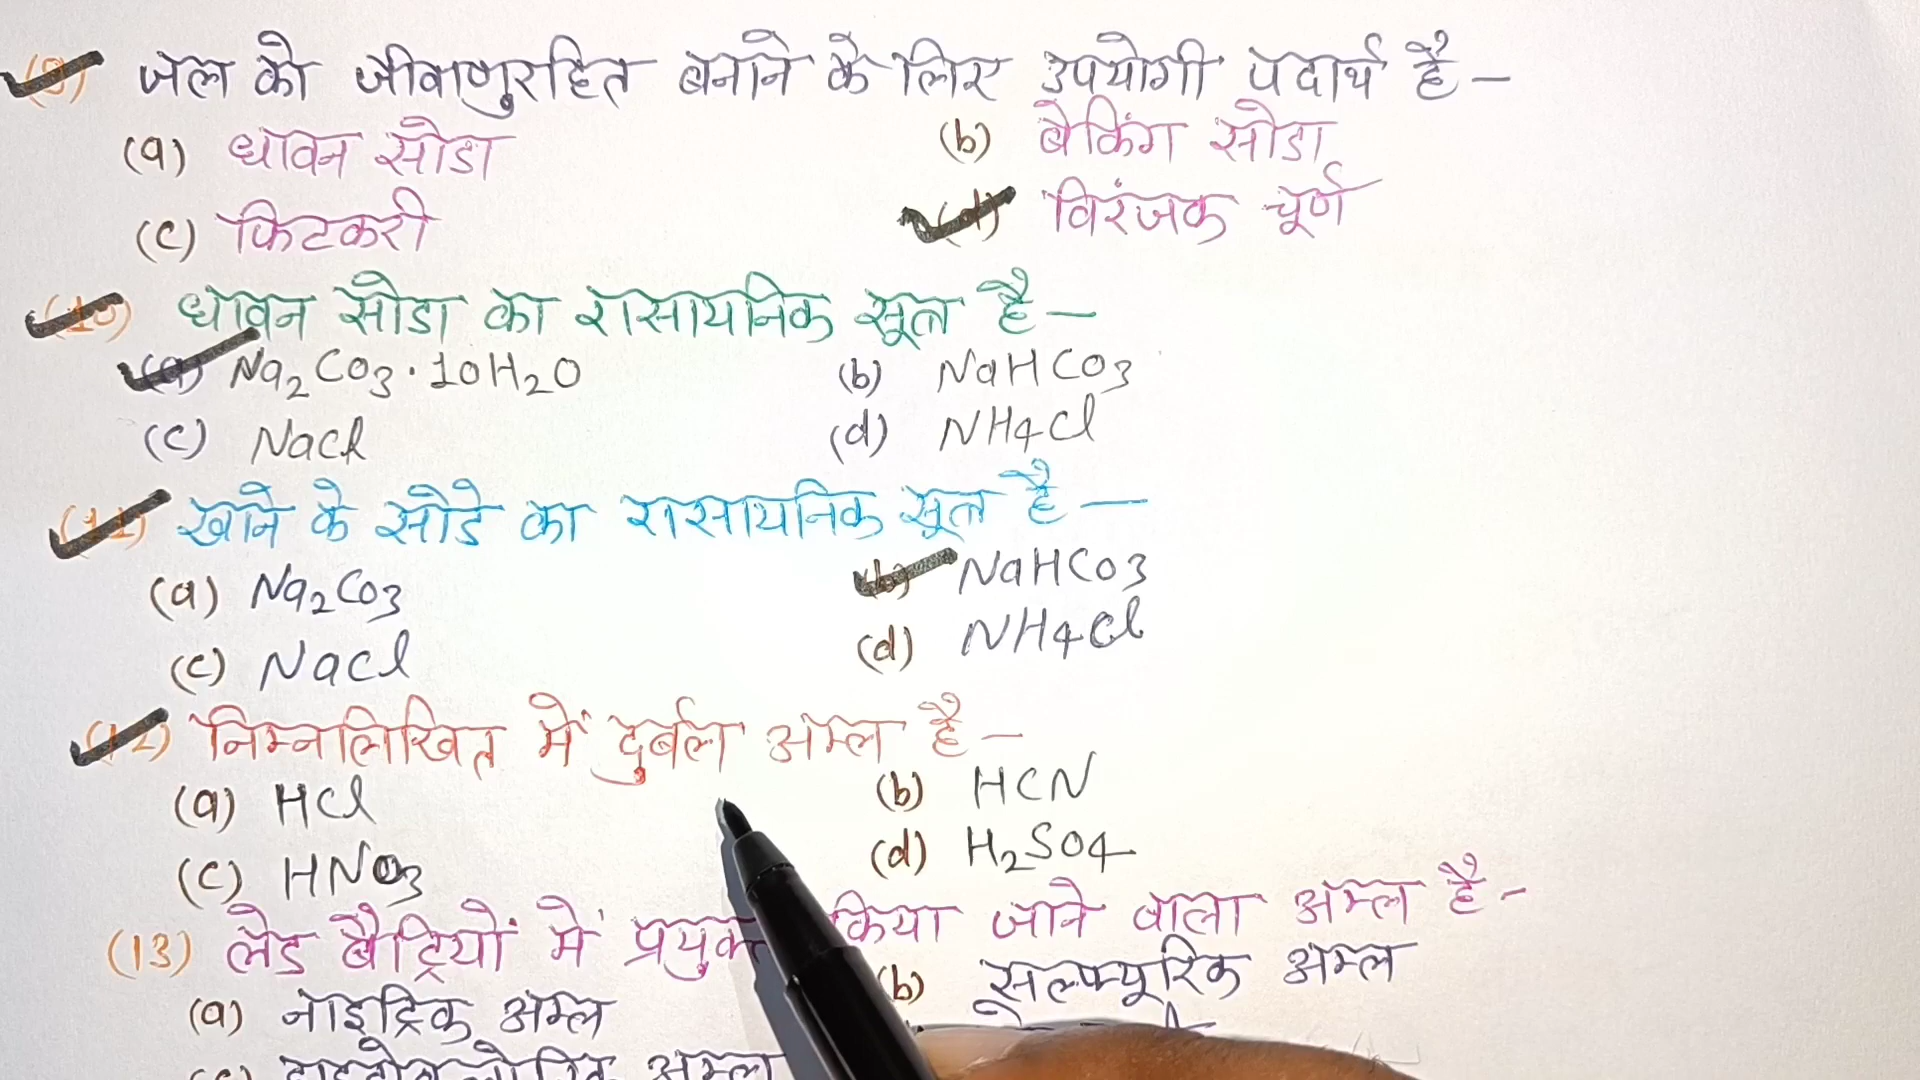 (9) जल को जीवाणुरहित बनाने के लिए उपयोगी पदार्थ है -
(a) धावन सोडा (b) बेकिंग सोडा
(c) फिटकरी (d) विरंजक चूर्ण
(10) धावन सोडा का रासायनिक सूत्र है -
(a) Na2CO3.10H2O (b) NaHCO3
(c) NaCl (d) NH4Cl
(11) खाने के सोडे का रासायनिक सूत्र है -
(a) Na2CO3 (b) NaHCO3
(c) NaCl (d) NH4Cl
(12) निम्नलिखित में दुर्बल अम्ल है -
(a) HCl (b) HCN
(c) HNO3 (d) H2SO4
(13) लेड बैट्रियों में प्रयुक्त किया जाने वाला अम्ल है -
(a) नाइट्रिक अम्ल (b) सल्फ्यूरिक अम्ल
(c) हाइड्रोक्लोरिक अम्ल